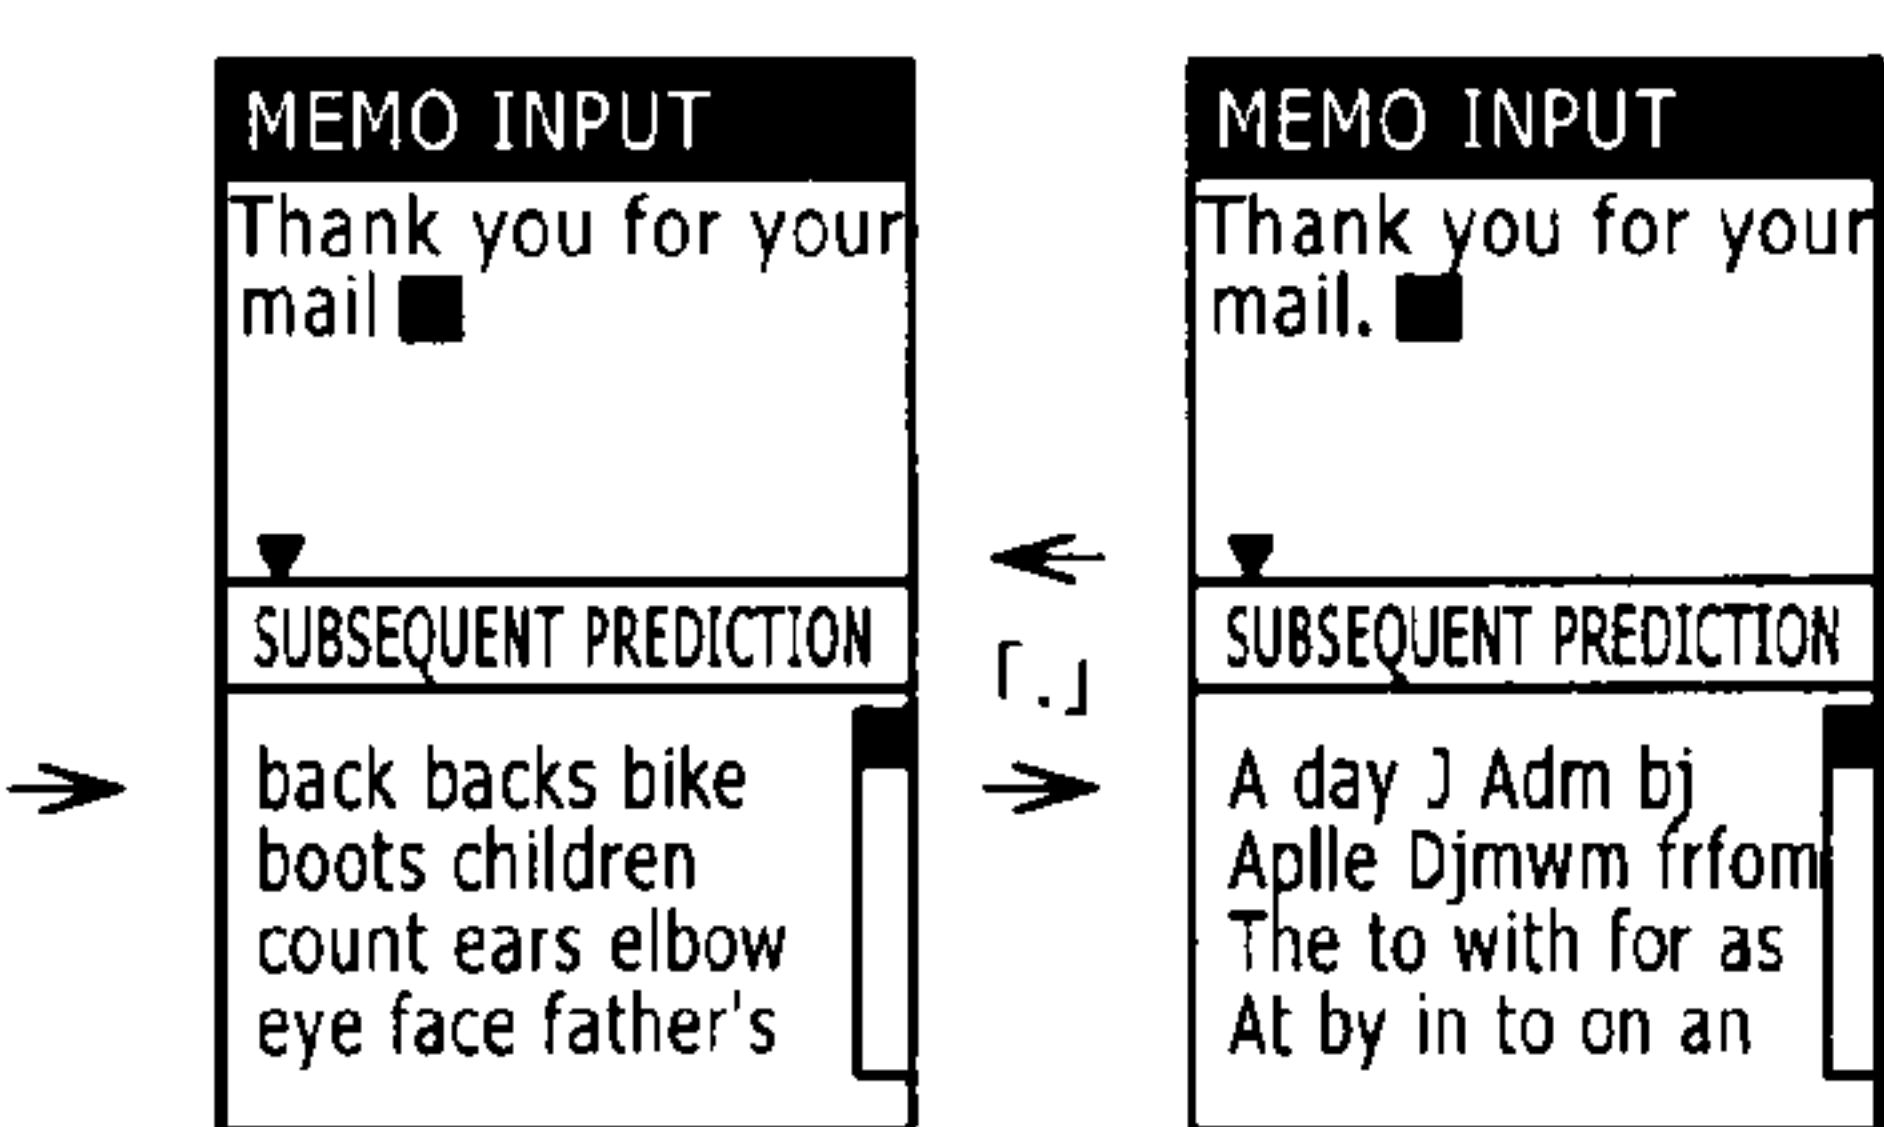 MEMO INPUT
Thank you for your
mail
SUBSEQUENT PREDICTION
back backs bike
boots children
count ears elbow
eye face father's
「.」
MEMO INPUT
Thank you for your
mail.
SUBSEQUENT PREDICTION
A day J Adm bj
Aplle Djmwm frfom
The to with for as
At by in to on an